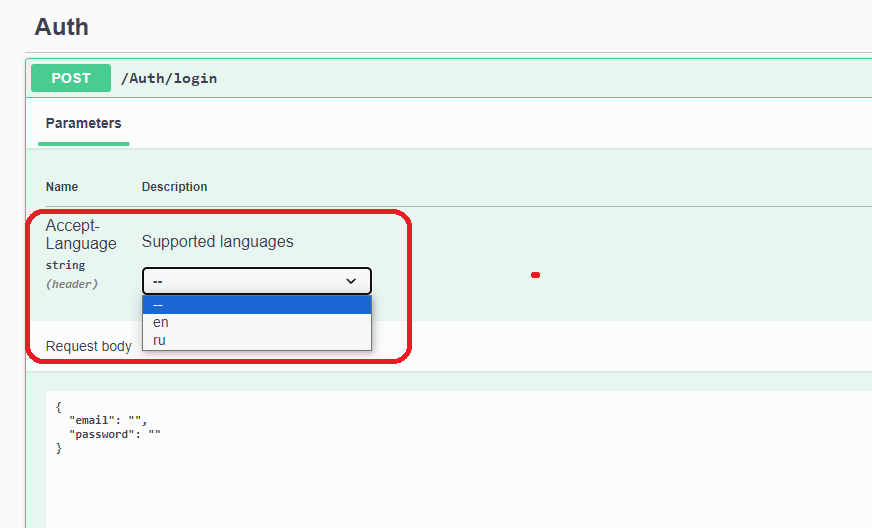 Auth
POST /Auth/login
Parameters
Name Description
Accept-
Language
string
(header)
Supported languages
--
--
en
ru
Request body
{
"email": "",
"password": ""
}